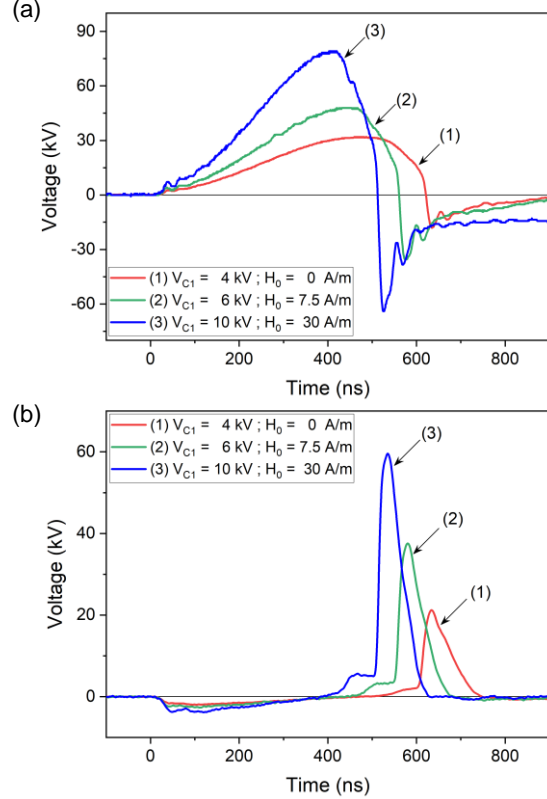 (a)
90
60
30
0
-30
-60
Voltage (kV)
(3)
(2)
(1)
(1) V_C1 = 4 kV ; H_0 = 0 A/m
(2) V_C1 = 6 kV ; H_0 = 7.5 A/m
(3) V_C1 = 10 kV ; H_0 = 30 A/m
0 200 400 600 800
Time (ns)
(b)
60
40
20
0
Voltage (kV)
(1) V_C1 = 4 kV ; H_0 = 0 A/m
(2) V_C1 = 6 kV ; H_0 = 7.5 A/m
(3) V_C1 = 10 kV ; H_0 = 30 A/m
(3)
(2)
(1)
0 200 400 600 800
Time (ns)